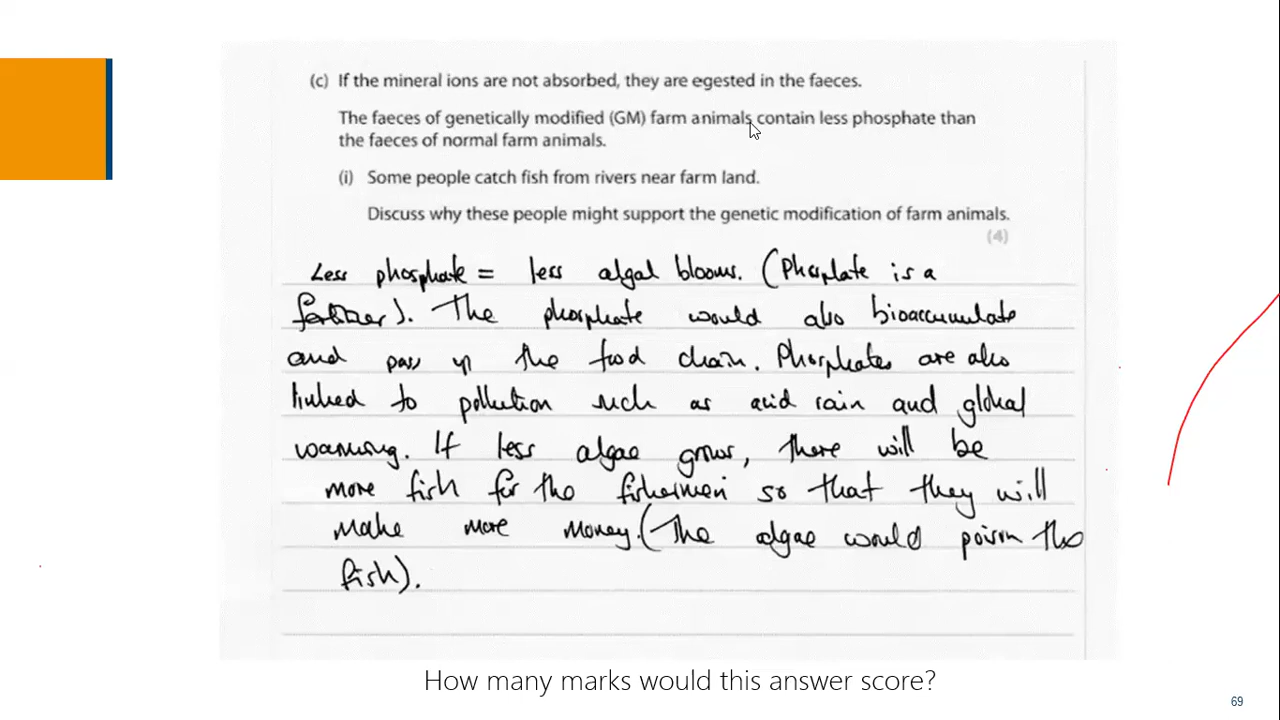 (c) If the mineral ions are not absorbed, they are egested in the faeces.
The faeces of genetically modified (GM) farm animals contain less phosphate than
the faeces of normal farm animals.
(i) Some people catch fish from rivers near farm land.
Discuss why these people might support the genetic modification of farm animals.
(4)
Less phosphate = less algal blooms. (Phosphate is a
). The phosphate would also bioaccumulate
and pass up the food chain. Phosphates are also
linked to pollution such as acid rain and global
warming. If less algae grows, there will be
more fish for the fishermen so that they will
make more money. (The algae would poison the
fish).
How many marks would this answer score?
69